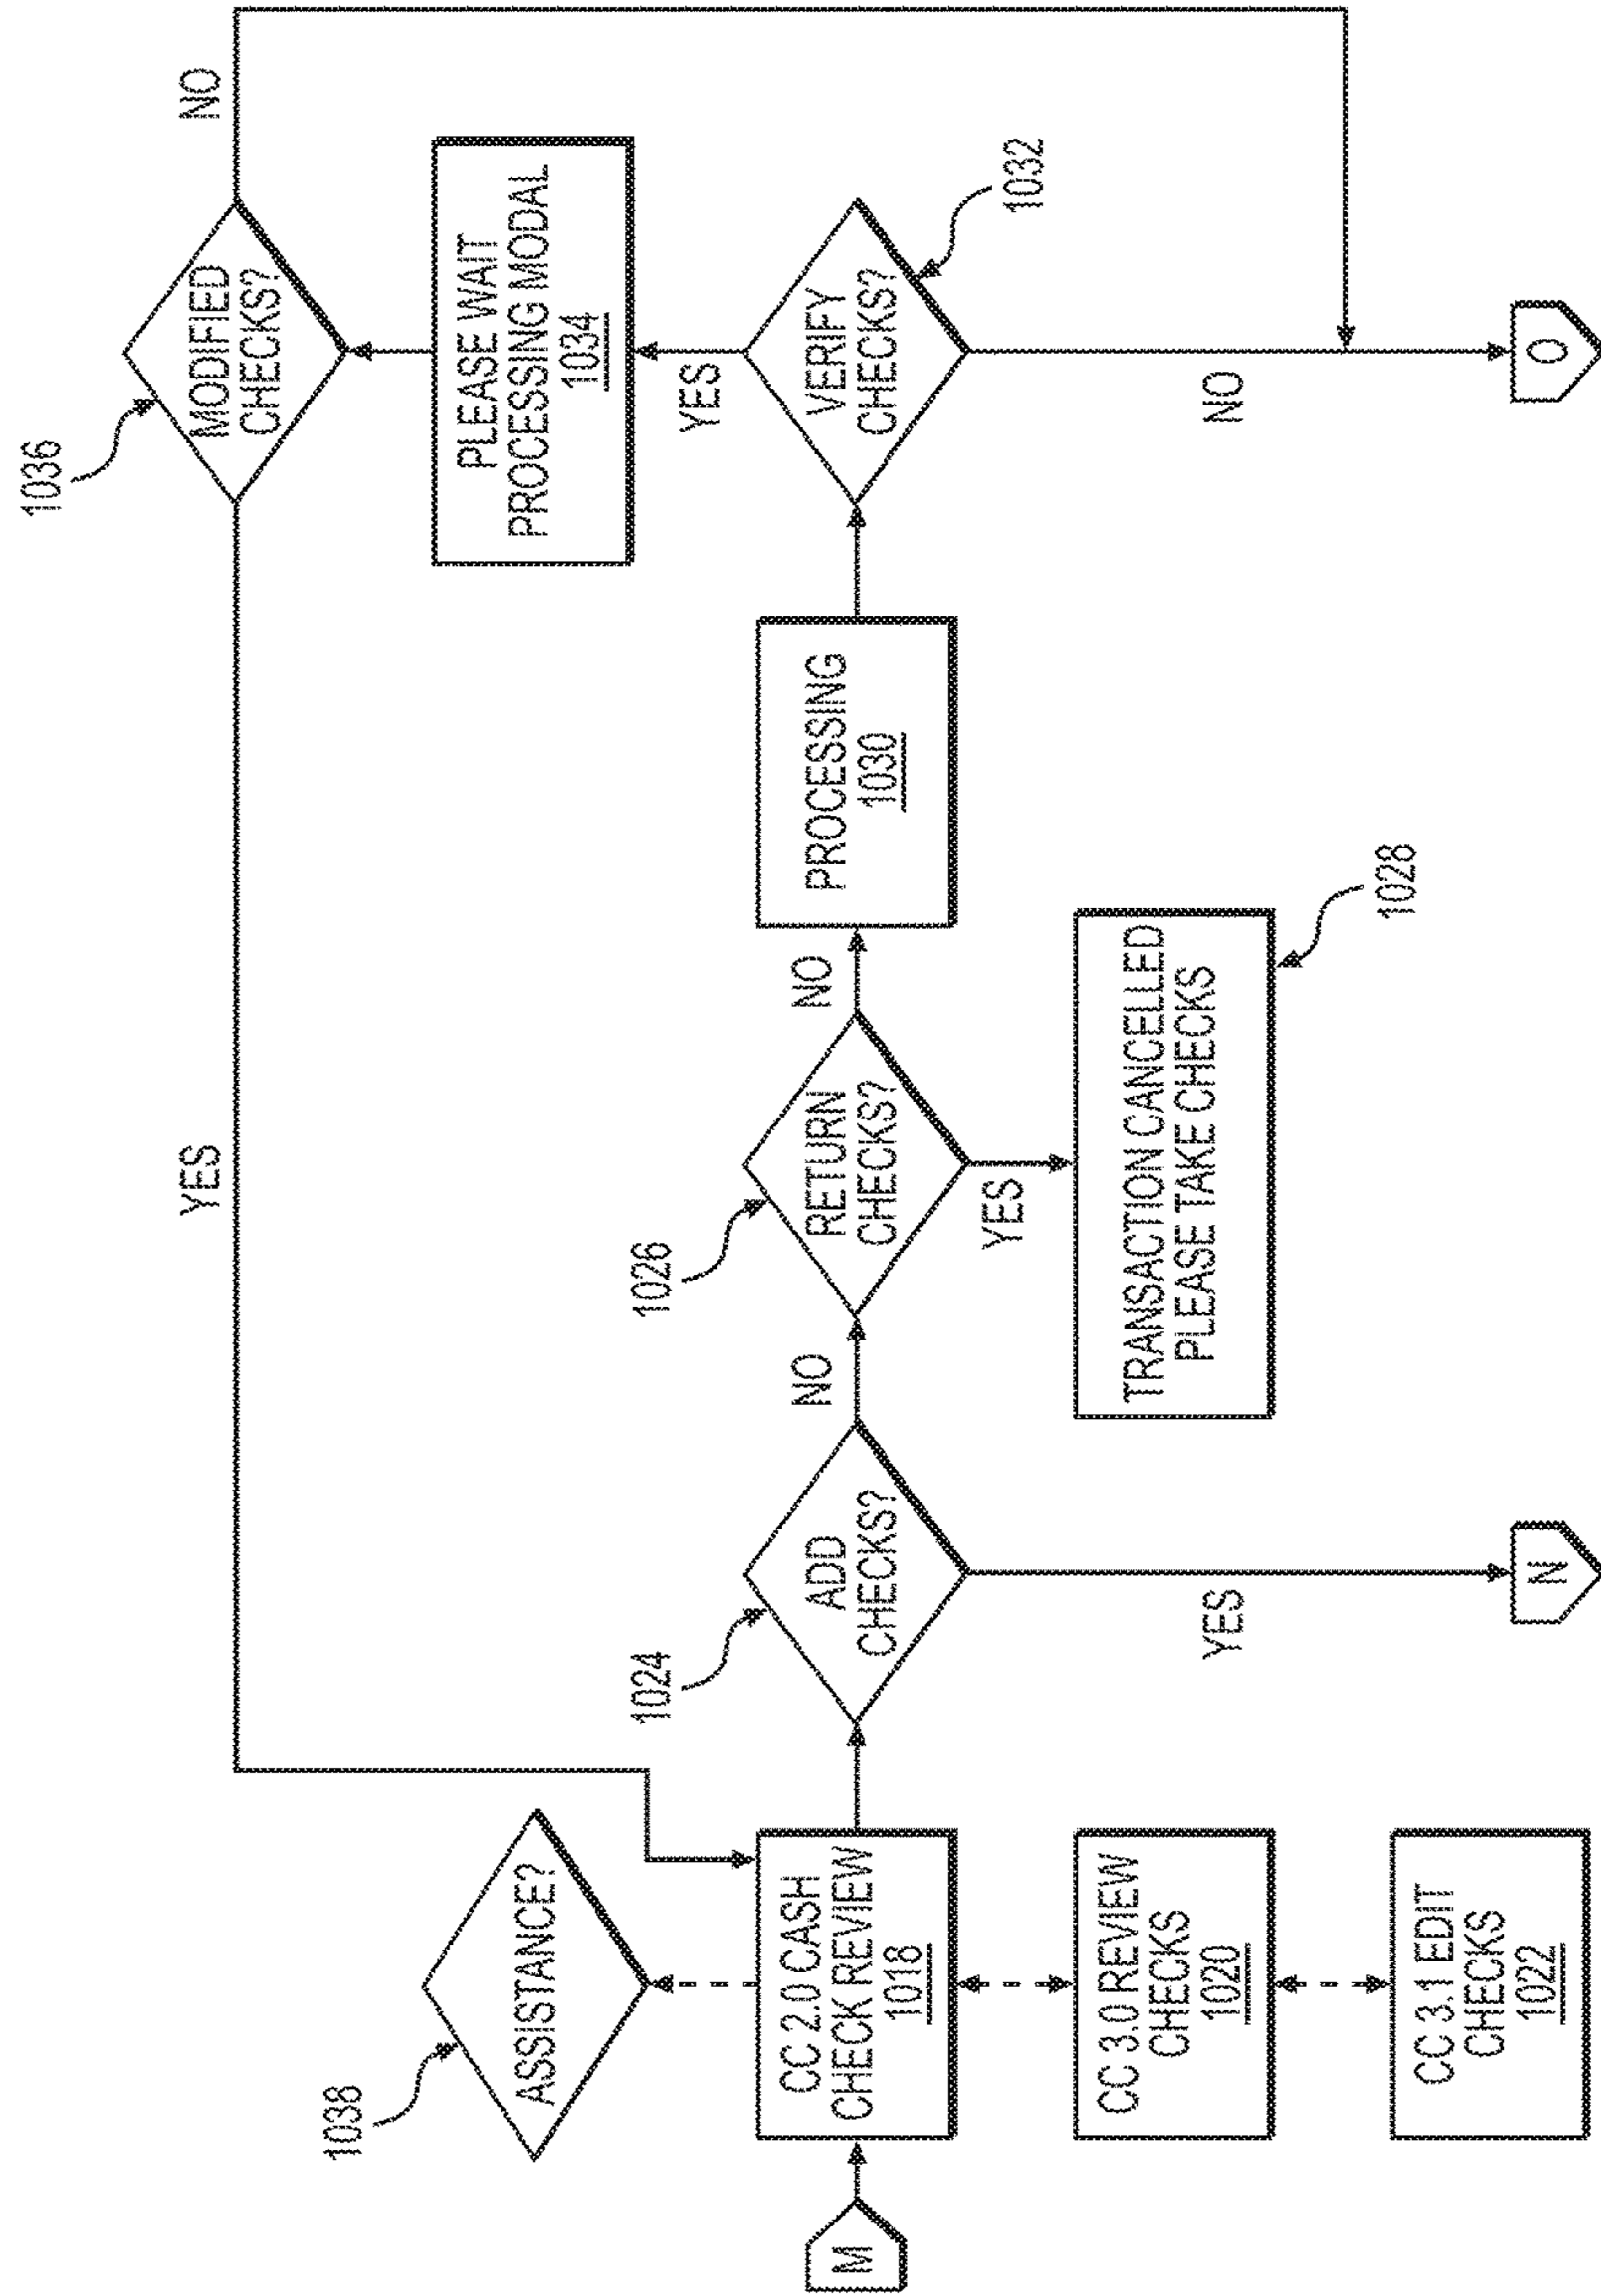 1036
MODIFIED
CHECKS?
NO
YES
PLEASE WAIT
PROCESSING MODAL
1034
1038
ASSISTANCE?
YES
M
CC 2.0 CASH
CHECK REVIEW
1018
1024
ADD
CHECKS?
NO
1026
RETURN
CHECKS?
NO
PROCESSING
1030
VERIFY
CHECKS?
1032
CC 3.0 REVIEW
CHECKS
1020
YES
TRANSACTION CANCELLED
PLEASE TAKE CHECKS
1028
YES
NO
CC 3.1 EDIT
CHECKS
1022
N
O